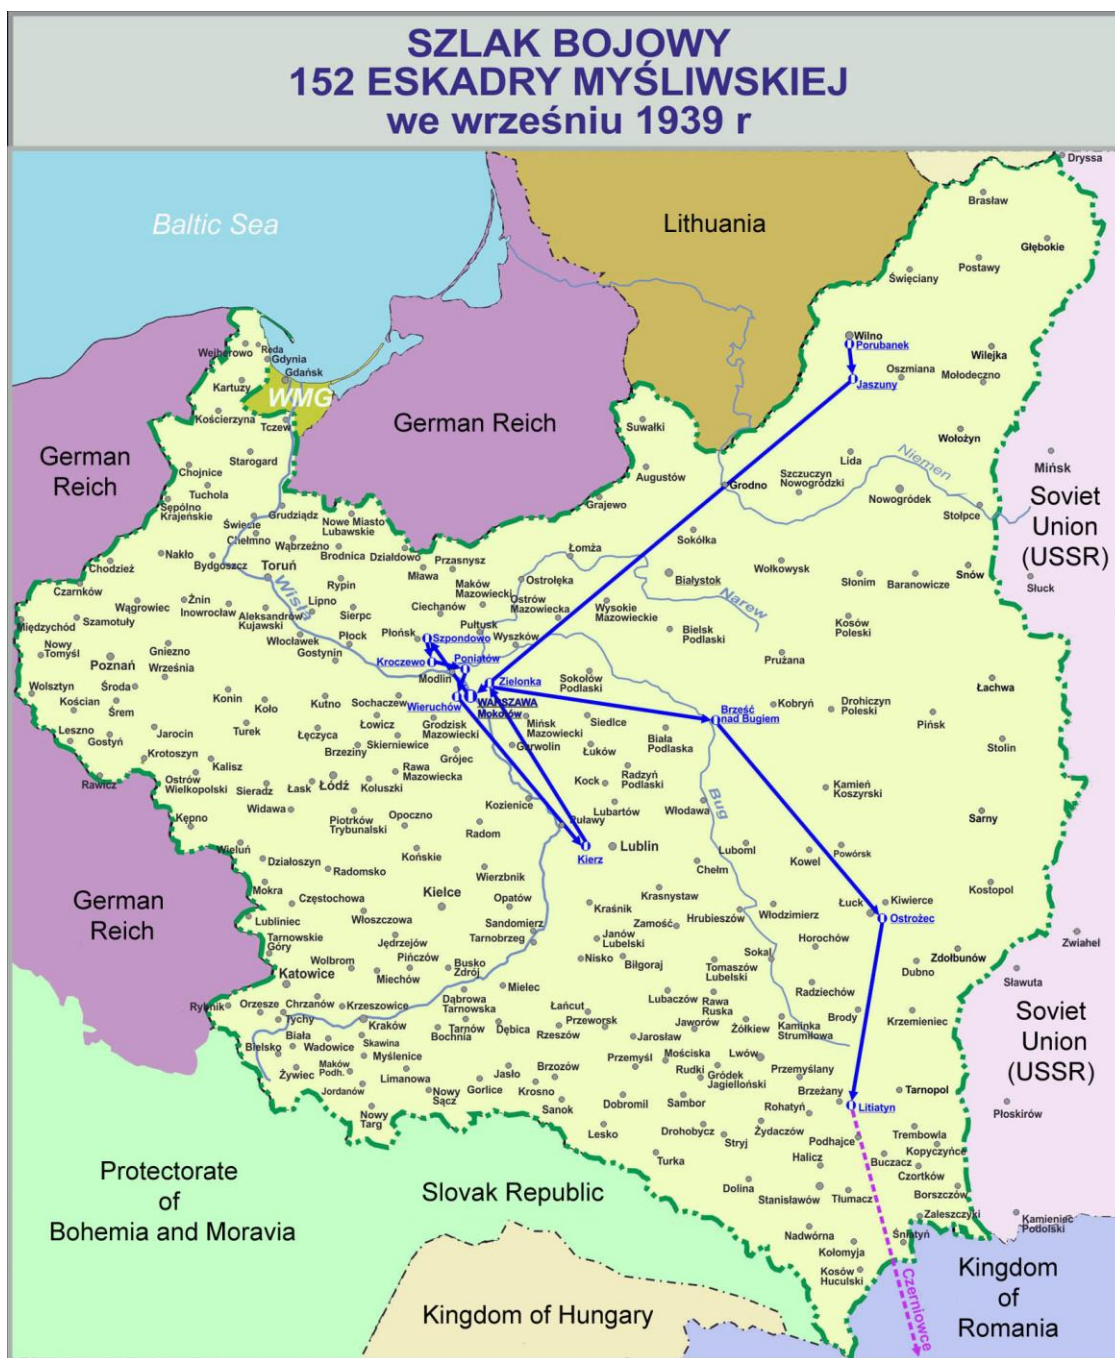 SZLAK BOJOWY
152 ESKADRY MYŚLIWSKIEJ
we wrześniu 1939 r
Dryssa
Brasław
Baltic Sea
Lithuania
Głębokie
Postawy
Święciany
Wilno
Porubanek
Wejherowo
Reda
Gdynia
Wilejka
Oszmiana
Mołodeczno
Jaszuny
Kartuzy
Gdańsk
WMG
German Reich
Kościerzyna
Tczew
Suwałki
Wołożyn
German
Reich
Starogard
Chojnice
Augustów
Lida
Szczuczyn
Nowogródzki
Niemen
Mińsk
Tuchola
Sępólno
Krajeńskie
Grajewo
Grodno
Nowogródek
Stołpce
Soviet
Union
(USSR)
Świecie
Grudziądz
Nowe Miasto
Lubawskie
Chełmno
Wąbrzeźno
Brodnica
Działdowo
Sokółka
Nakło
Bydgoszcz
Toruń
Przasnysz
Łomża
Chodzież
Mława
Białystok
Wołkowysk
Słonim
Baranowicze
Snów
Słuck
Czarnków
Rypin
Maków
Mazowiecki
Ostrołęka
Wisła
Narew
Żnin
Inowrocław
Wągrowiec
Lipno
Sierpc
Ciechanów
Ostrów
Mazowiecka
Wysokie
Mazowieckie
Międzychód
Szamotuły
Aleksandrów
Kujawski
Pułtusk
Kosów
Poleski
Włocławek
Płock
Płońsk
Szpondowo
Wyszków
Bielsk
Podlaski
Nowy
Tomyśl
Poznań
Gniezno
Września
Gostynin
Kroczewo
Poniatów
Prużana
Modlin
Zielonka
Sokołów
Podlaski
Łachwa
Wolsztyn
Środa
Kościan
Śrem
Konin
Koło
Kutno
Sochaczew
Wieruchów
WARSZAWA
Mokotów
Kobryń
Drohiczyn
Poleski
Brześć
nad Bugiem
Pińsk
Łowicz
Grodzisk
Mazowiecki
Mińsk
Mazowiecki
Siedlce
Leszno
Gostyń
Jarocin
Turek
Łęczyca
Skierniewice
Biała
Podlaska
Stolin
Krotoszyn
Brzeziny
Grójec
Garwolin
Łuków
Rawicz
Kalisz
Ostrów
Wielkopolski
Sieradz
Łask
Łódź
Koluszki
Rawa
Mazowiecka
Kock
Radzyń
Podlaski
Kamień
Koszyrski
Bug
Kępno
Widawa
Piotrków
Trybunalski
Opoczno
Kozienice
Lubartów
Włodawa
Sarny
Radom
Puławy
Wieluń
Działoszyn
Końskie
Kierz
Lublin
Luboml
Kowel
Powórsk
Radomsko
Chełm
Wierzbnik
German
Reich
Mokra
Częstochowa
Kielce
Opatów
Krasnystaw
Kostopol
Lubliniec
Włoszczowa
Sandomierz
Kraśnik
Zamość
Hrubieszów
Włodzimierz
Łuck
Kiwierce
Ostrożec
Tarnowskie
Góry
Jędrzejów
Tarnobrzeg
Janów
Lubelski
Horochów
Zwiahel
Wolbrom
Pińczów
Busko
Zdrój
Nisko
Biłgoraj
Tomaszów
Lubelski
Sokal
Zdołbunów
Dubno
Katowice
Miechów
Mielec
Radziechów
Sławuta
Rybnik
Orzesze
Chrzanów
Krzeszowice
Dąbrowa
Tarnowska
Łańcut
Lubaczów
Rawa
Ruska
Brody
Krzemieniec
Soviet
Union
(USSR)
Tychy
Kraków
Bochnia
Tarnów
Dębica
Rzeszów
Przeworsk
Jaworów
Żółkiew
Kaminka
Strumiłowa
Bielsko
Biała
Wadowice
Skawina
Myślenice
Jarosław
Przemyśl
Mościska
Lwów
Rudki
Gródek
Jagielloński
Przemyślany
Żywiec
Maków
Podh.
Jordanów
Limanowa
Nowy
Sącz
Gorlice
Jasło
Krosno
Brzozów
Sanok
Dobromil
Sambor
Rohatyń
Brzeżany
Litiatyn
Tarnopol
Płoskirów
Nowy
Targ
Lesko
Drohobycz
Stryj
Żydaczów
Podhajce
Trembowla
Kopyczyńce
Protectorate
of
Bohemia and Moravia
Slovak Republic
Turka
Halicz
Buczacz
Czortków
Dolina
Stanisławów
Tłumacz
Borszczów
Zaleszczyki
Kamieniec
Podolski
Nadwórna
Śniatyń
Kołomyja
Kosów
Huculski
Czerniowce
Kingdom of Hungary
Kingdom
of
Romania